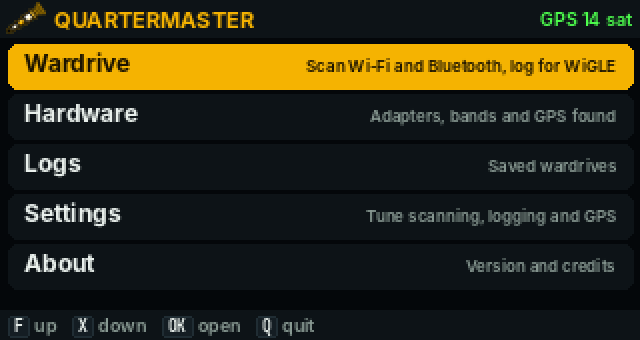 QUARTERMASTER GPS 14 sat
Wardrive Scan Wi-Fi and Bluetooth, log for WiGLE
Hardware Adapters, bands and GPS found
Logs Saved wardrives
Settings Tune scanning, logging and GPS
About Version and credits
F up X down OK open Q quit